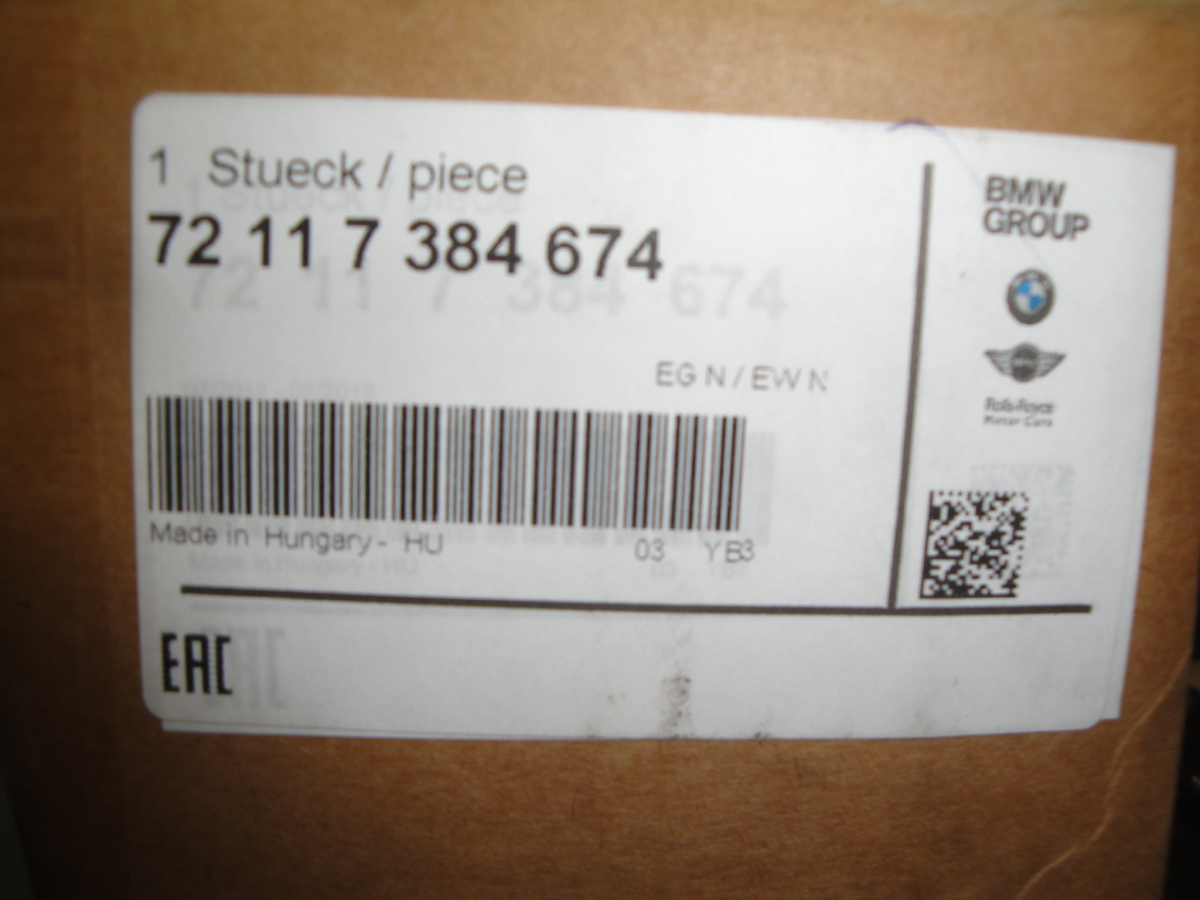 1 Stueck / piece
72 11 7 384 674
EG N / EW N
Made in Hungary - HU 03 YB3
BMW
GROUP
Rolls-Royce
Motor Cars
EAC